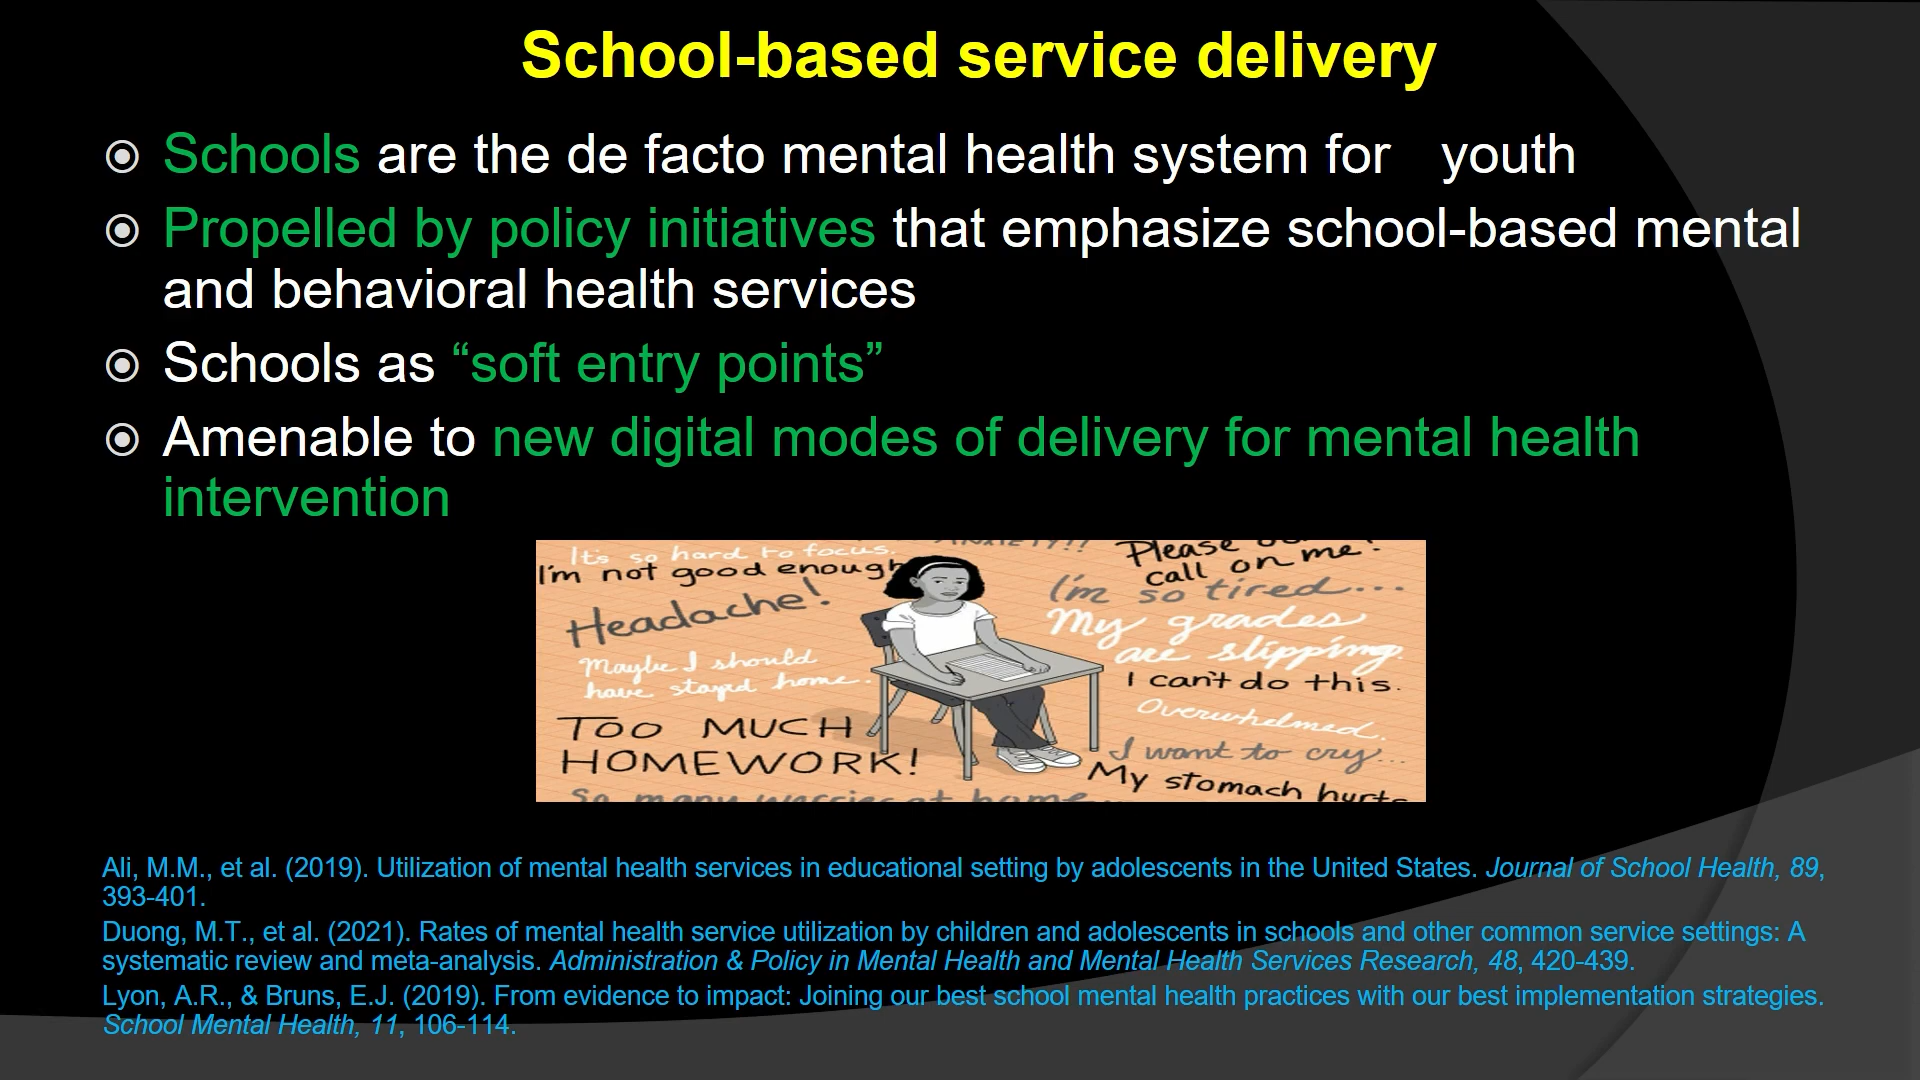 School-based service delivery
Schools are the de facto mental health system for youth
Propelled by policy initiatives that emphasize school-based mental
and behavioral health services
Schools as “soft entry points”
Amenable to new digital modes of delivery for mental health
intervention
It's so hard to focus.
I'm not good enough
Headache!
Maybe I should
have stayed home.
TOO MUCH
HOMEWORK!
So many worries at home
ANXIETY!!
Please
call on me!
I'm so tired...
My grades
are slipping.
I can't do this.
Overwhelmed.
I want to cry...
My stomach hurts
Ali, M.M., et al. (2019). Utilization of mental health services in educational setting by adolescents in the United States. Journal of School Health, 89,
393-401.
Duong, M.T., et al. (2021). Rates of mental health service utilization by children and adolescents in schools and other common service settings: A
systematic review and meta-analysis. Administration & Policy in Mental Health and Mental Health Services Research, 48, 420-439.
Lyon, A.R., & Bruns, E.J. (2019). From evidence to impact: Joining our best school mental health practices with our best implementation strategies.
School Mental Health, 11, 106-114.